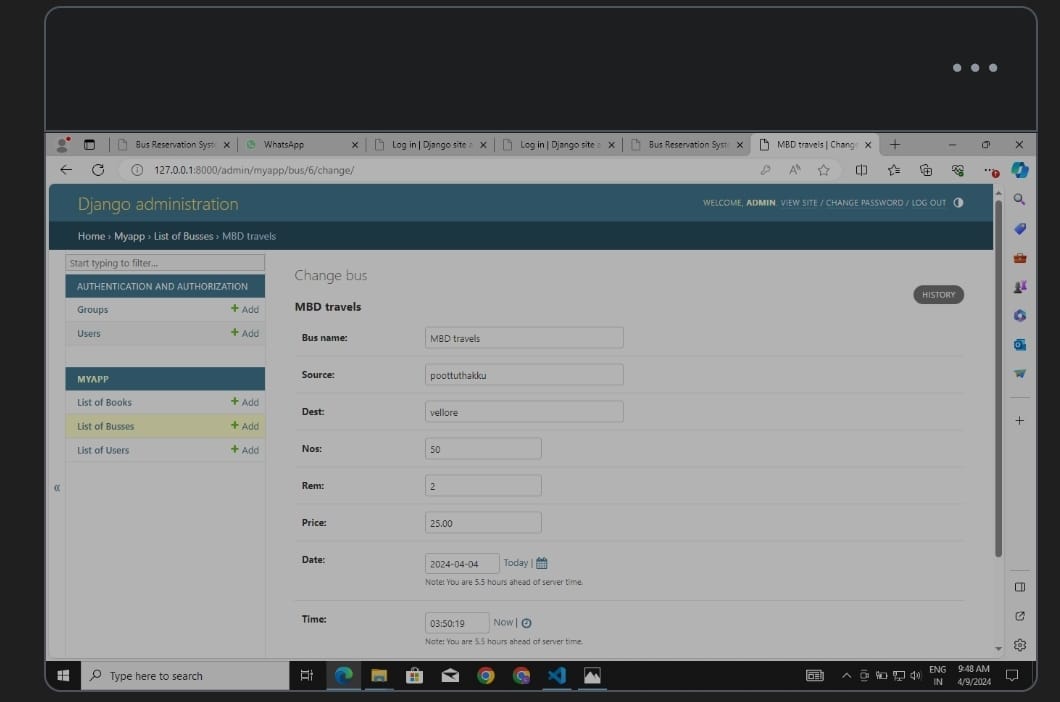 Bus Reservation Syst
WhatsApp
Log in | Django site a
Log in | Django site a
Bus Reservation Syst
MBD travels | Change
127.0.0.1:8000/admin/myapp/bus/6/change/
Django administration
WELCOME, ADMIN. VIEW SITE / CHANGE PASSWORD / LOG OUT
Home › Myapp › List of Busses › MBD travels
Start typing to filter...
AUTHENTICATION AND AUTHORIZATION
Groups + Add
Users + Add
MYAPP
List of Books + Add
List of Busses + Add
List of Users + Add
«
Change bus
HISTORY
MBD travels
Bus name: MBD travels
Source: poottuthakku
Dest: vellore
Nos: 50
Rem: 2
Price: 25.00
Date: 2024-04-04 Today |
Note: You are 5.5 hours ahead of server time.
Time: 03:50:19 Now |
Note: You are 5.5 hours ahead of server time.
Type here to search
ENG
IN
9:48 AM
4/9/2024